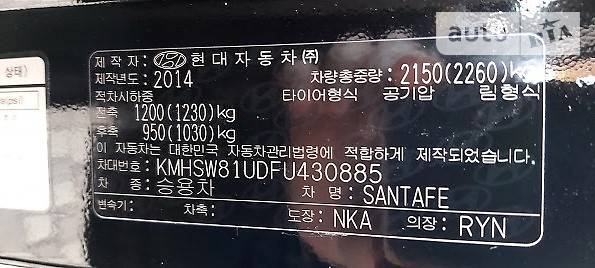 auto RIA
상태)
제 작 자: 현대자동차㈜
제작년도: 2014 차량총중량: 2150(2260)k
적차시하중 타이어형식 공기압 림형식
전축 1200(1230)kg
후축 950(1030)kg
이 자동차는 대한민국 자동차관리법령에 적합하게 제작되었습니다.
차대번호: KMHSW81UDFU430885
차 종: 승용차 차 명: SANTAFE
변속기: 차축: 도장: NKA 의장: RYN